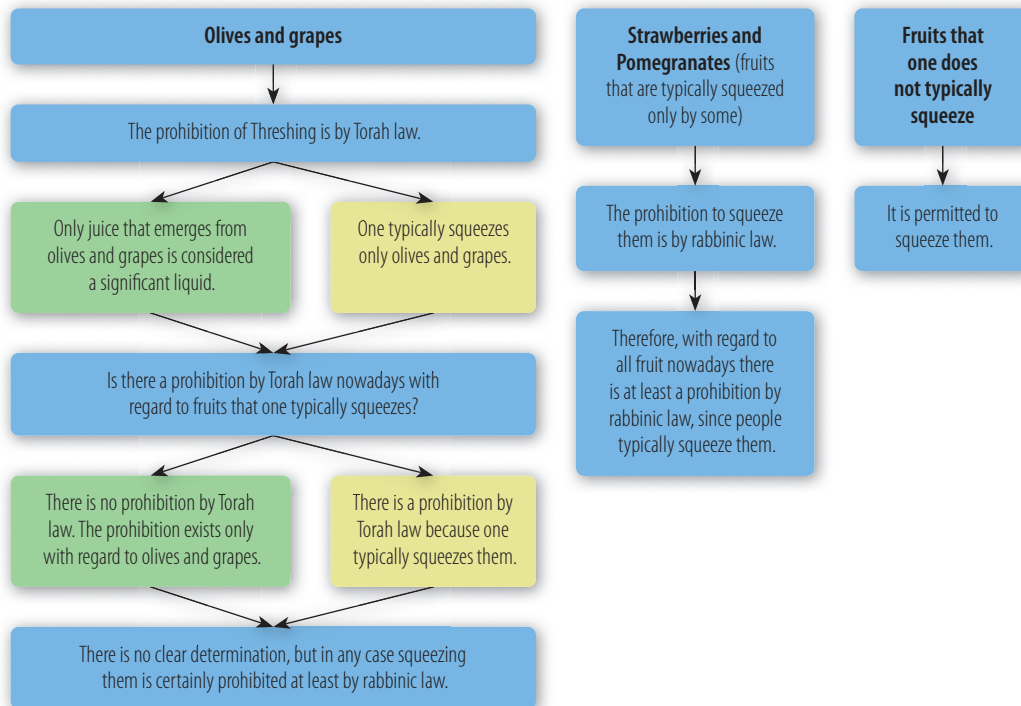 Olives and grapes
The prohibition of Threshing is by Torah law.
Only juice that emerges from
olives and grapes is considered
a significant liquid.
One typically squeezes
only olives and grapes.
Is there a prohibition by Torah law nowadays with
regard to fruits that one typically squeezes?
There is no prohibition by Torah
law. The prohibition exists only
with regard to olives and grapes.
There is a prohibition by
Torah law because one
typically squeezes them.
There is no clear determination, but in any case squeezing
them is certainly prohibited at least by rabbinic law.
Strawberries and
Pomegranates (fruits
that are typically squeezed
only by some)
The prohibition to squeeze
them is by rabbinic law.
Therefore, with regard to
all fruit nowadays there
is at least a prohibition by
rabbinic law, since people
typically squeeze them.
Fruits that
one does
not typically
squeeze
It is permitted to
squeeze them.